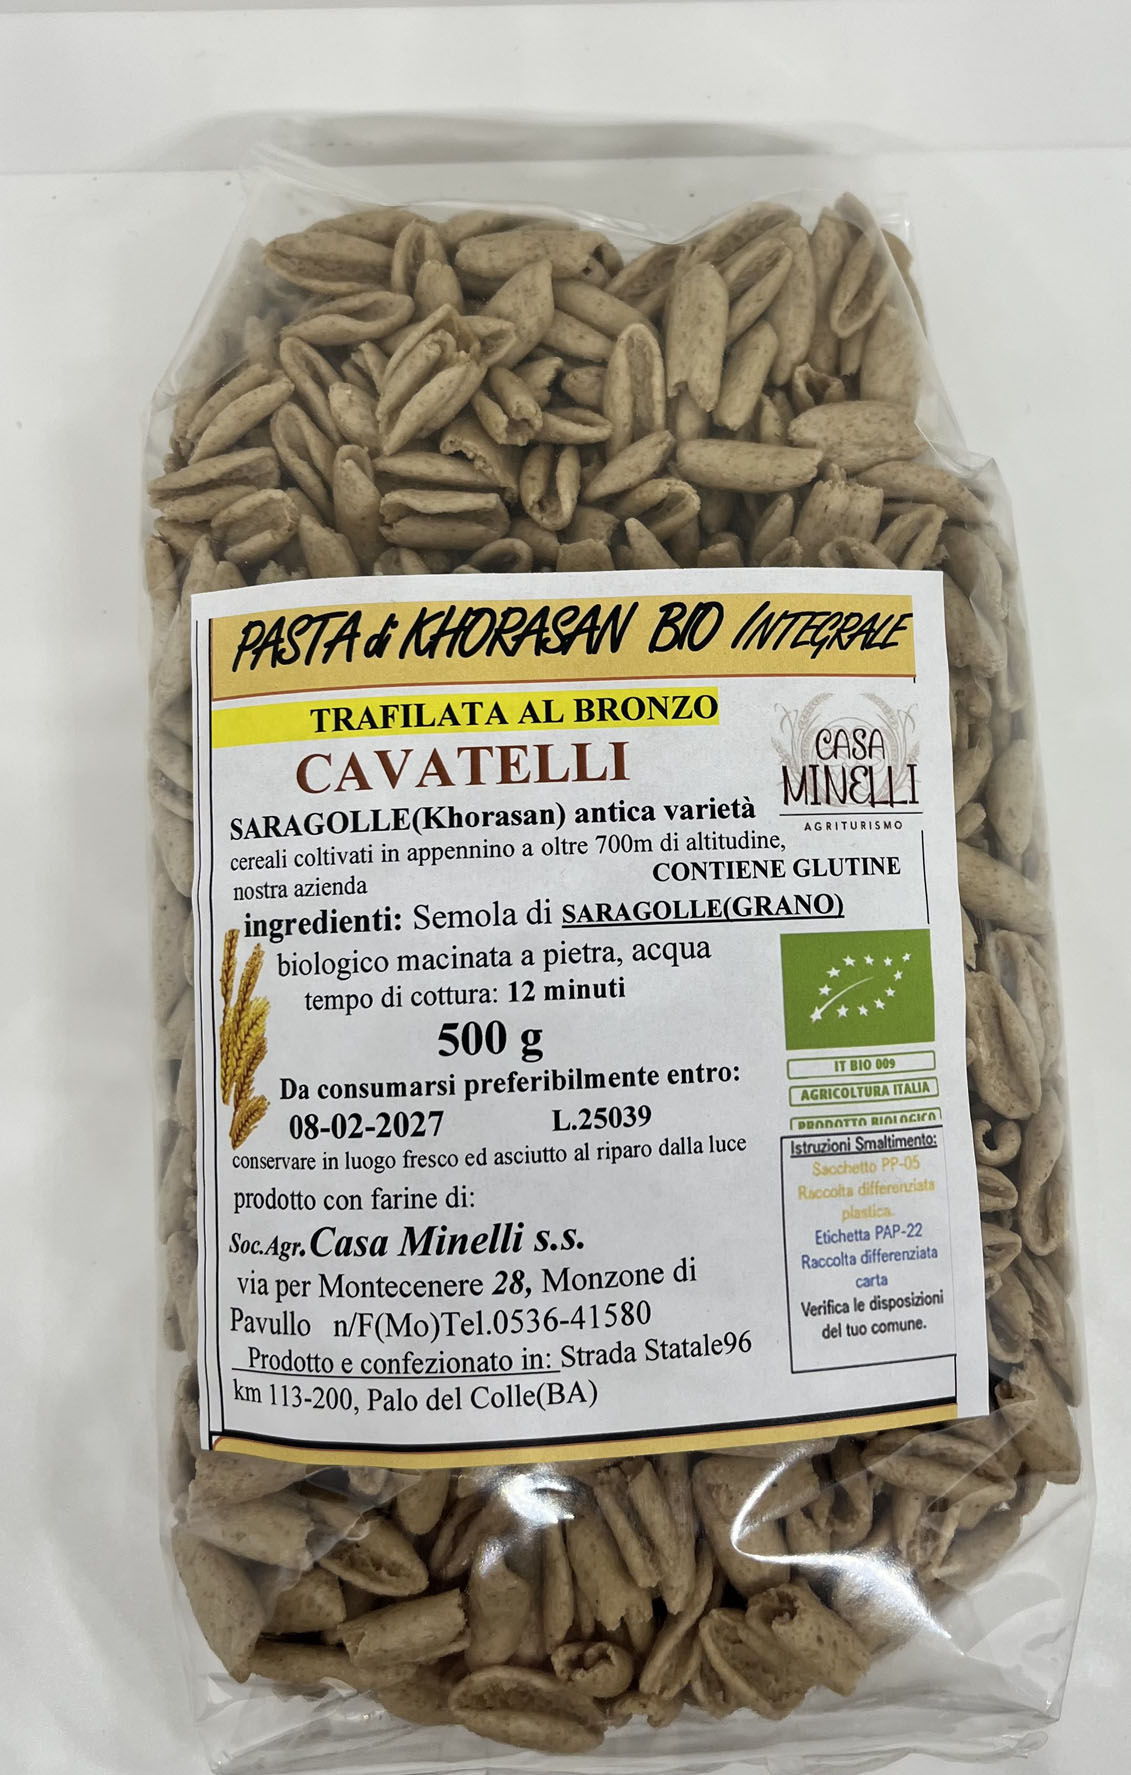 PASTA di KHORASAN BIO INTEGRALE
TRAFILATA AL BRONZO
CAVATELLI
CASA
MINELLI
AGRITURISMO
SARAGOLLE(Khorasan) antica varietà
cereali coltivati in appennino a oltre 700m di altitudine,
nostra azienda
CONTIENE GLUTINE
ingredienti: Semola di SARAGOLLE(GRANO)
biologico macinata a pietra, acqua
tempo di cottura: 12 minuti
500 g
Da consumarsi preferibilmente entro:
08-02-2027 L.25039
conservare in luogo fresco ed asciutto al riparo dalla luce
prodotto con farine di:
Soc.Agr. Casa Minelli s.s.
via per Montecenere 28, Monzone di
Pavullo n/F(Mo)Tel.0536-41580
Prodotto e confezionato in: Strada Statale96
km 113-200, Palo del Colle(BA)
IT BIO 009
AGRICOLTURA ITALIA
PRODOTTO BIOLOGICO
Istruzioni Smaltimento:
Sacchetto PP-05
Raccolta differenziata
plastica.
Etichetta PAP-22
Raccolta differenziata
carta
Verifica le disposizioni
del tuo comune.